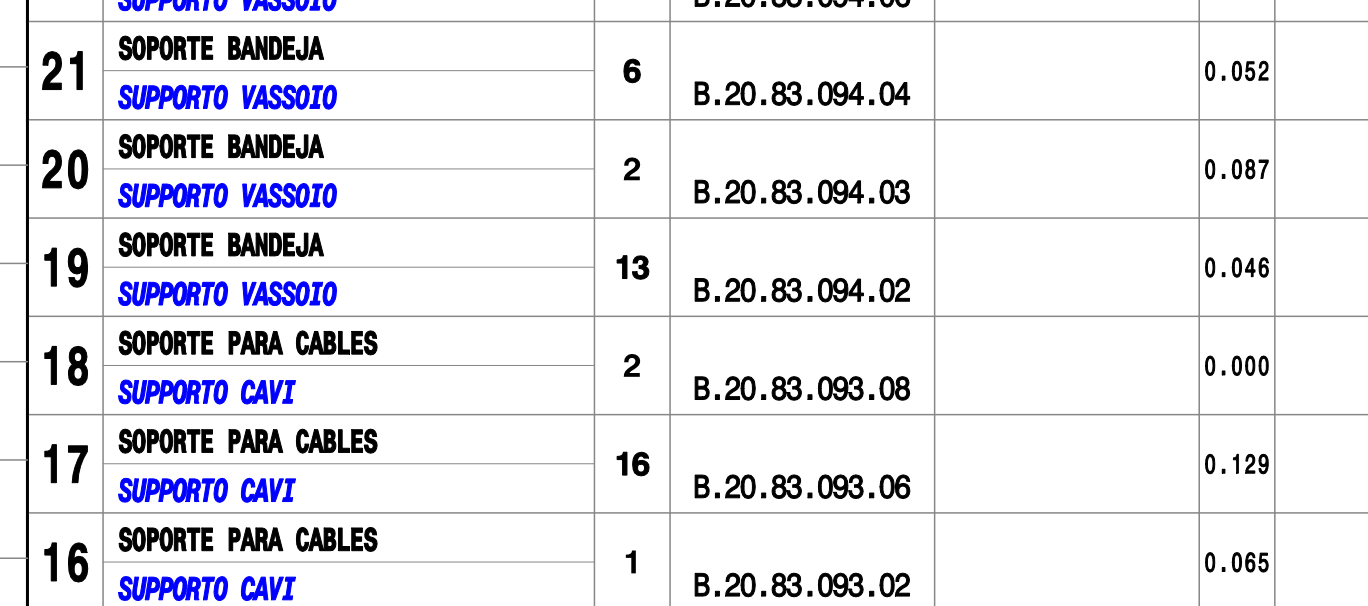 SUPPORTO VASSOIO
SOPORTE BANDEJA
21 6 0.052
SUPPORTO VASSOIO B.20.83.094.04
SOPORTE BANDEJA
20 2 0.087
SUPPORTO VASSOIO B.20.83.094.03
SOPORTE BANDEJA
19 13 0.046
SUPPORTO VASSOIO B.20.83.094.02
SOPORTE PARA CABLES
18 2 0.000
SUPPORTO CAVI B.20.83.093.08
SOPORTE PARA CABLES
17 16 0.129
SUPPORTO CAVI B.20.83.093.06
SOPORTE PARA CABLES
16 1 0.065
SUPPORTO CAVI B.20.83.093.02